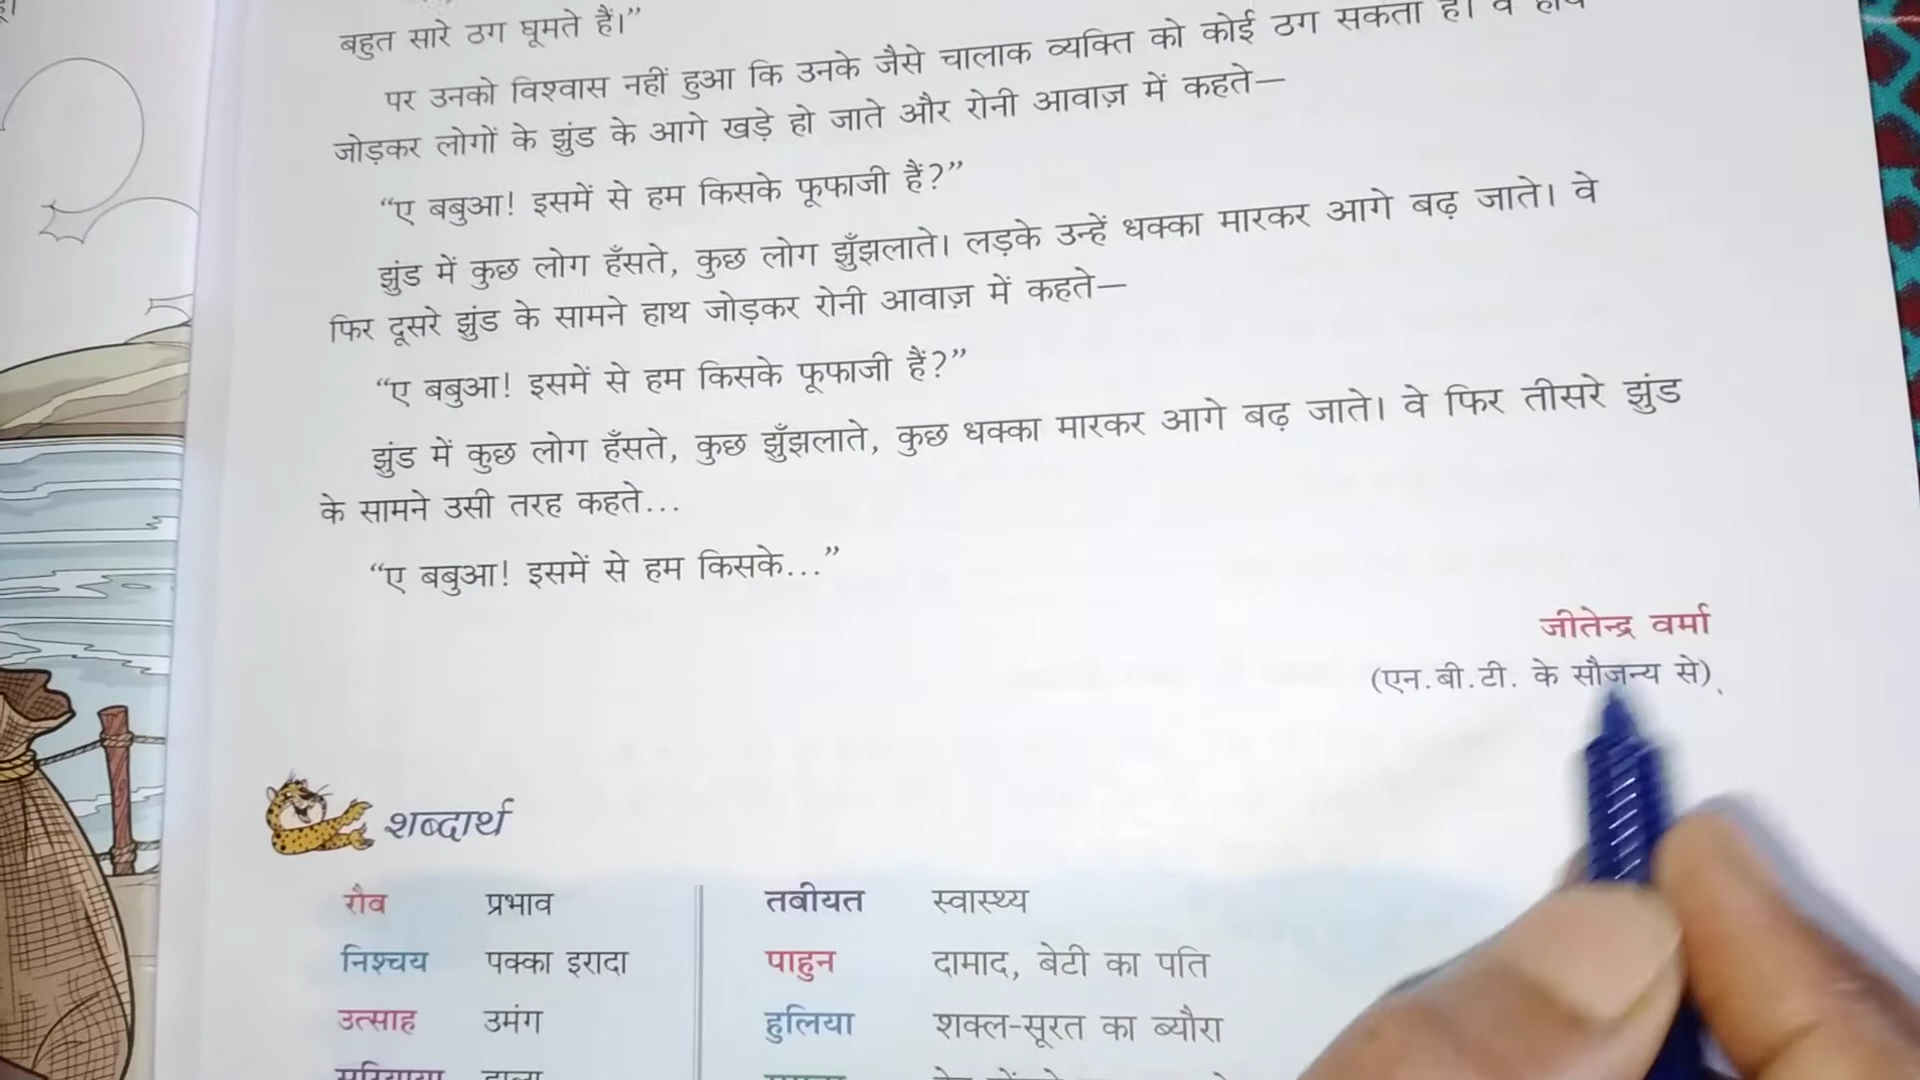 बहुत सारे ठग घूमते हैं।”
पर उनको विश्वास नहीं हुआ कि उनके जैसे चालाक व्यक्ति को कोई ठग सकता है। वे हाथ
जोड़कर लोगों के झुंड के आगे खड़े हो जाते और रोनी आवाज़ में कहते—
“ए बबुआ! इसमें से हम किसके फूफाजी हैं?”
झुंड में कुछ लोग हँसते, कुछ लोग झुँझलाते। लड़के उन्हें धक्का मारकर आगे बढ़ जाते। वे
फिर दूसरे झुंड के सामने हाथ जोड़कर रोनी आवाज़ में कहते—
“ए बबुआ! इसमें से हम किसके फूफाजी हैं?”
झुंड में कुछ लोग हँसते, कुछ झुँझलाते, कुछ धक्का मारकर आगे बढ़ जाते। वे फिर तीसरे झुंड
के सामने उसी तरह कहते...
“ए बबुआ! इसमें से हम किसके...”
जीतेन्द्र वर्मा
(एन.बी.टी. के सौजन्य से)
शब्दार्थ
रौब प्रभाव तबीयत स्वास्थ्य
निश्चय पक्का इरादा पाहुन दामाद, बेटी का पति
उत्साह उमंग हुलिया शक्ल-सूरत का ब्यौरा